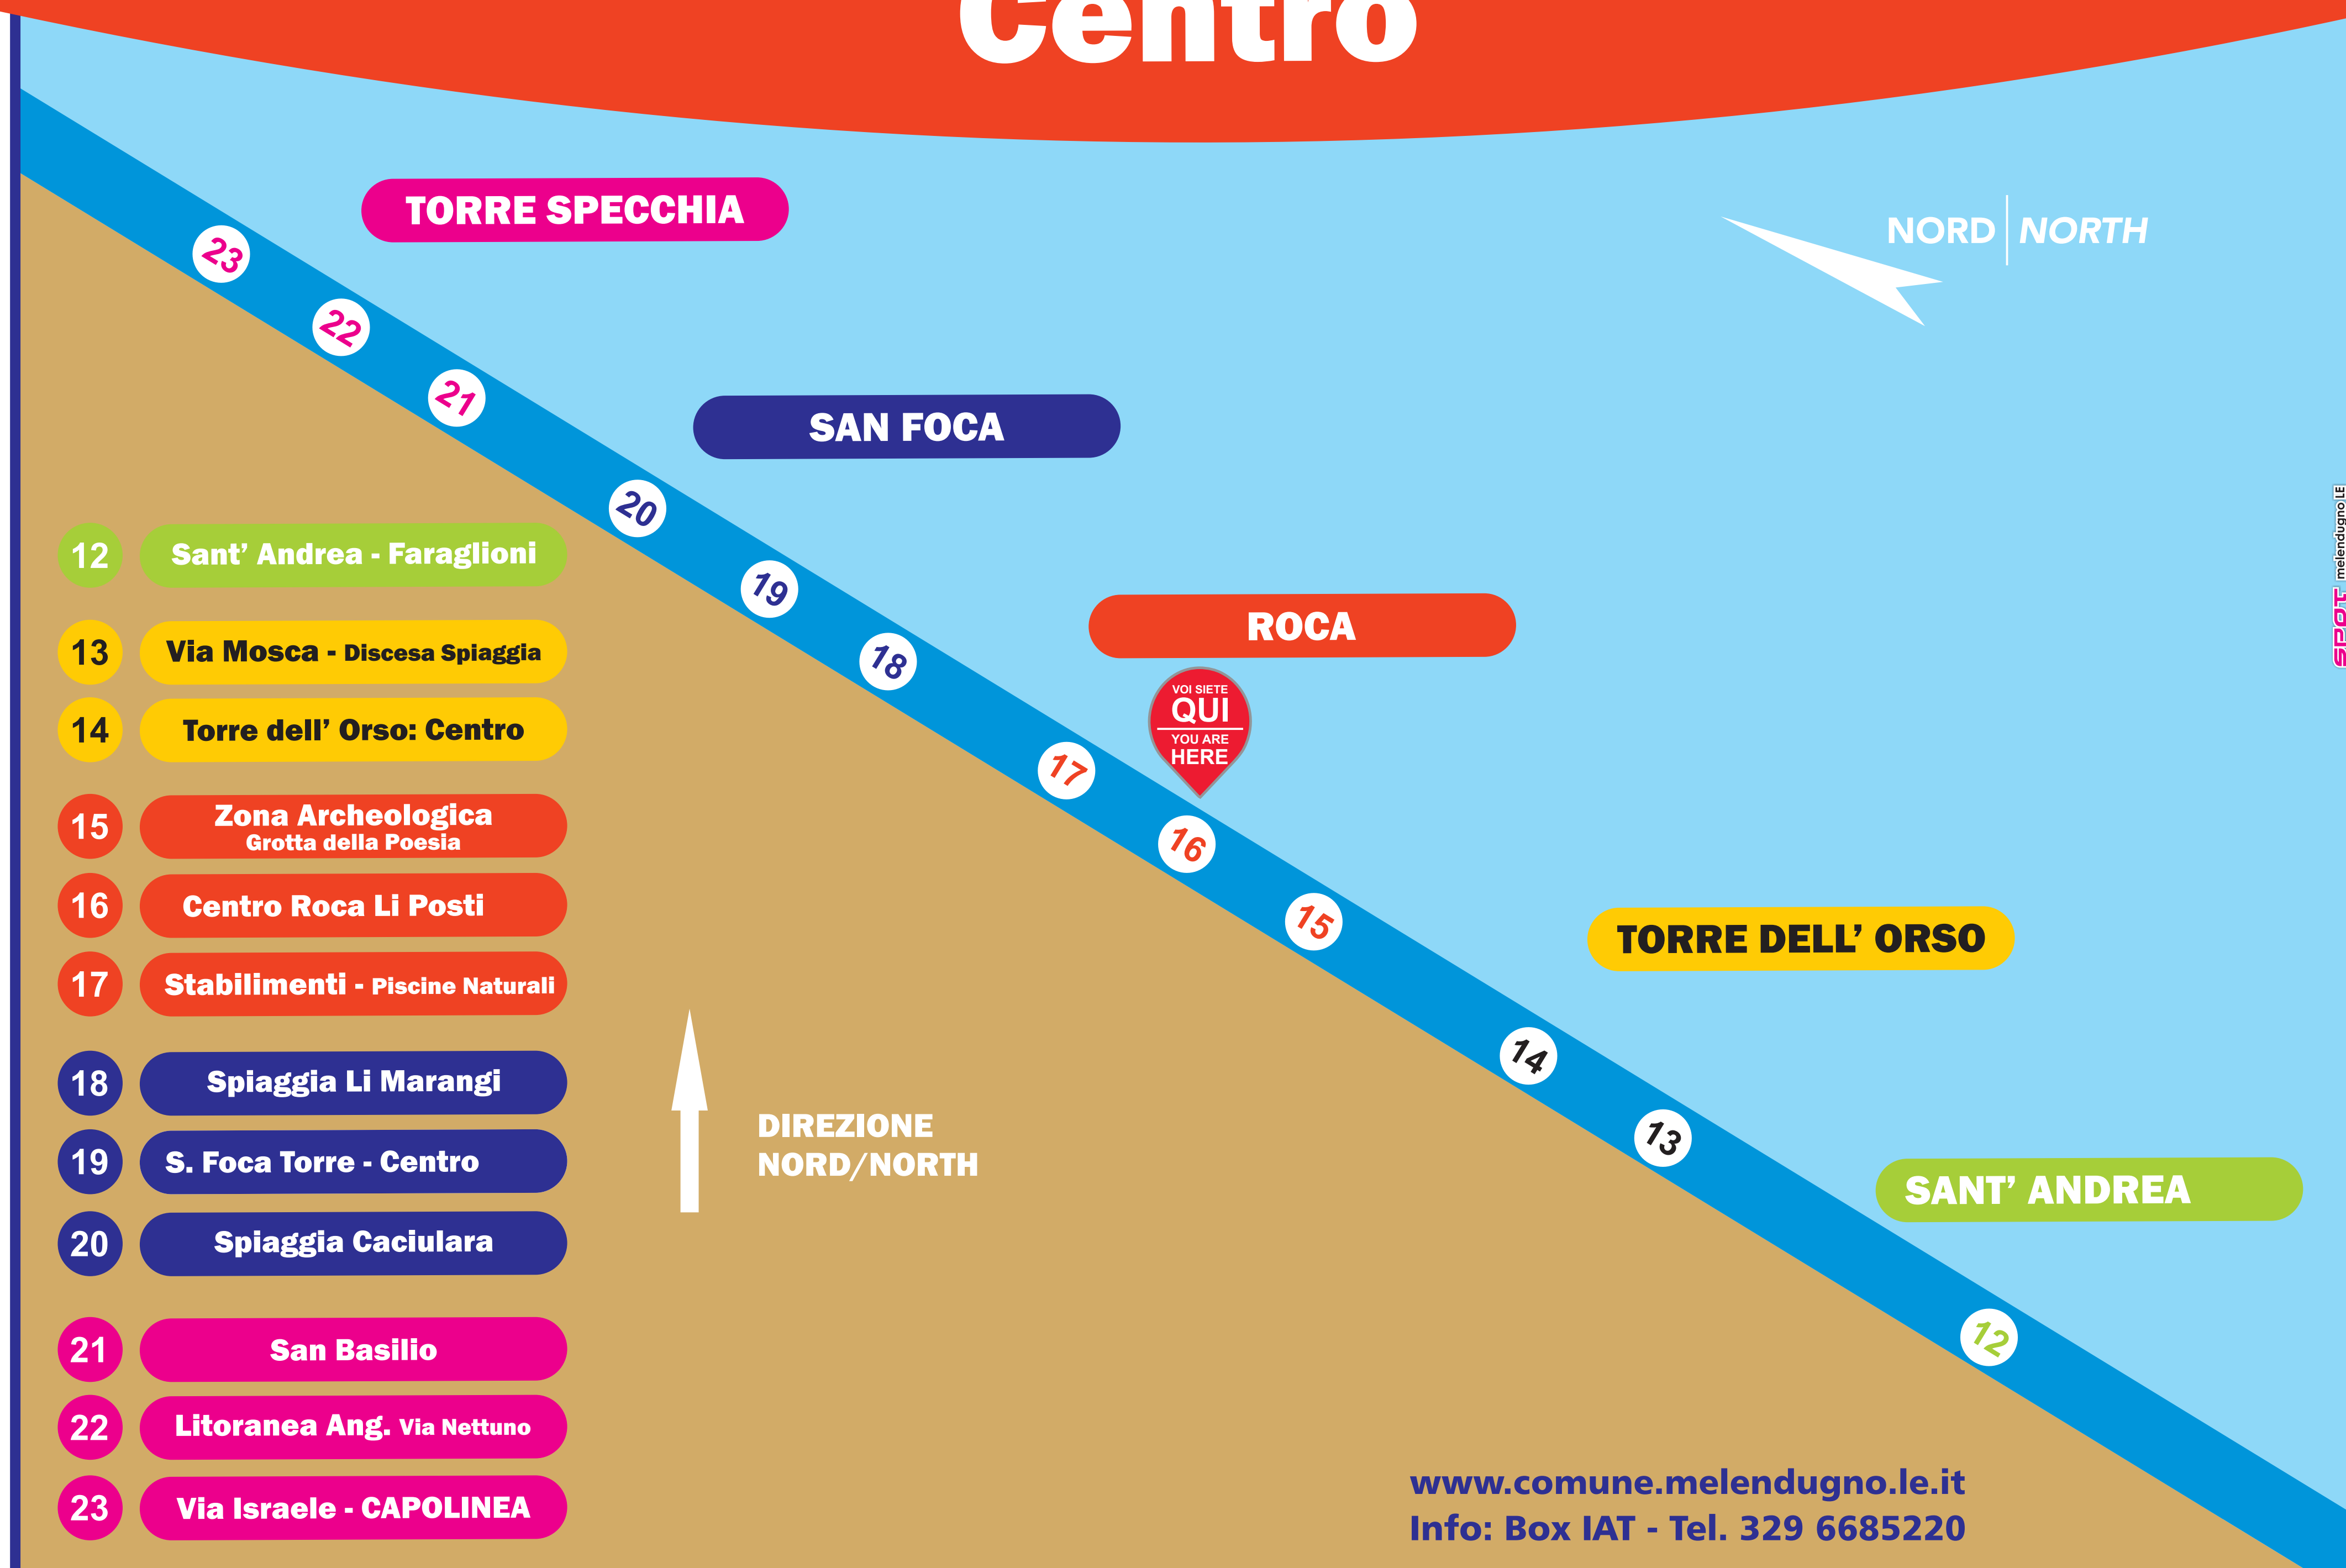 Centro
TORRE SPECCHIA
NORD NORTH
23
22
21
SAN FOCA
20
19
18
ROCA
VOI SIETE
QUI
YOU ARE
HERE
17
16
15
TORRE DELL’ ORSO
14
13
SANT’ ANDREA
12
12 Sant’ Andrea - Faraglioni
13 Via Mosca - Discesa Spiaggia
14 Torre dell’ Orso: Centro
15 Zona Archeologica
Grotta della Poesia
16 Centro Roca Li Posti
17 Stabilimenti - Piscine Naturali
18 Spiaggia Li Marangi
19 S. Foca Torre - Centro
20 Spiaggia Caciulara
21 San Basilio
22 Litoranea Ang. Via Nettuno
23 Via Israele - CAPOLINEA
DIREZIONE
NORD/NORTH
www.comune.melendugno.le.it
Info: Box IAT - Tel. 329 6685220
SPOT melendugno,LE